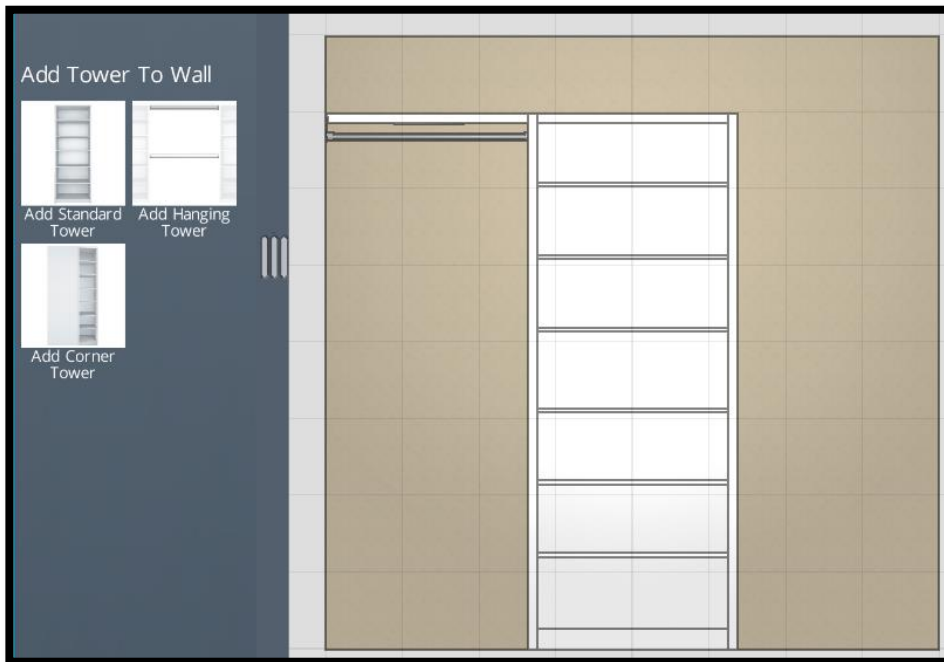 Add Tower To Wall
Add Standard
Tower
Add Hanging
Tower
Add Corner
Tower